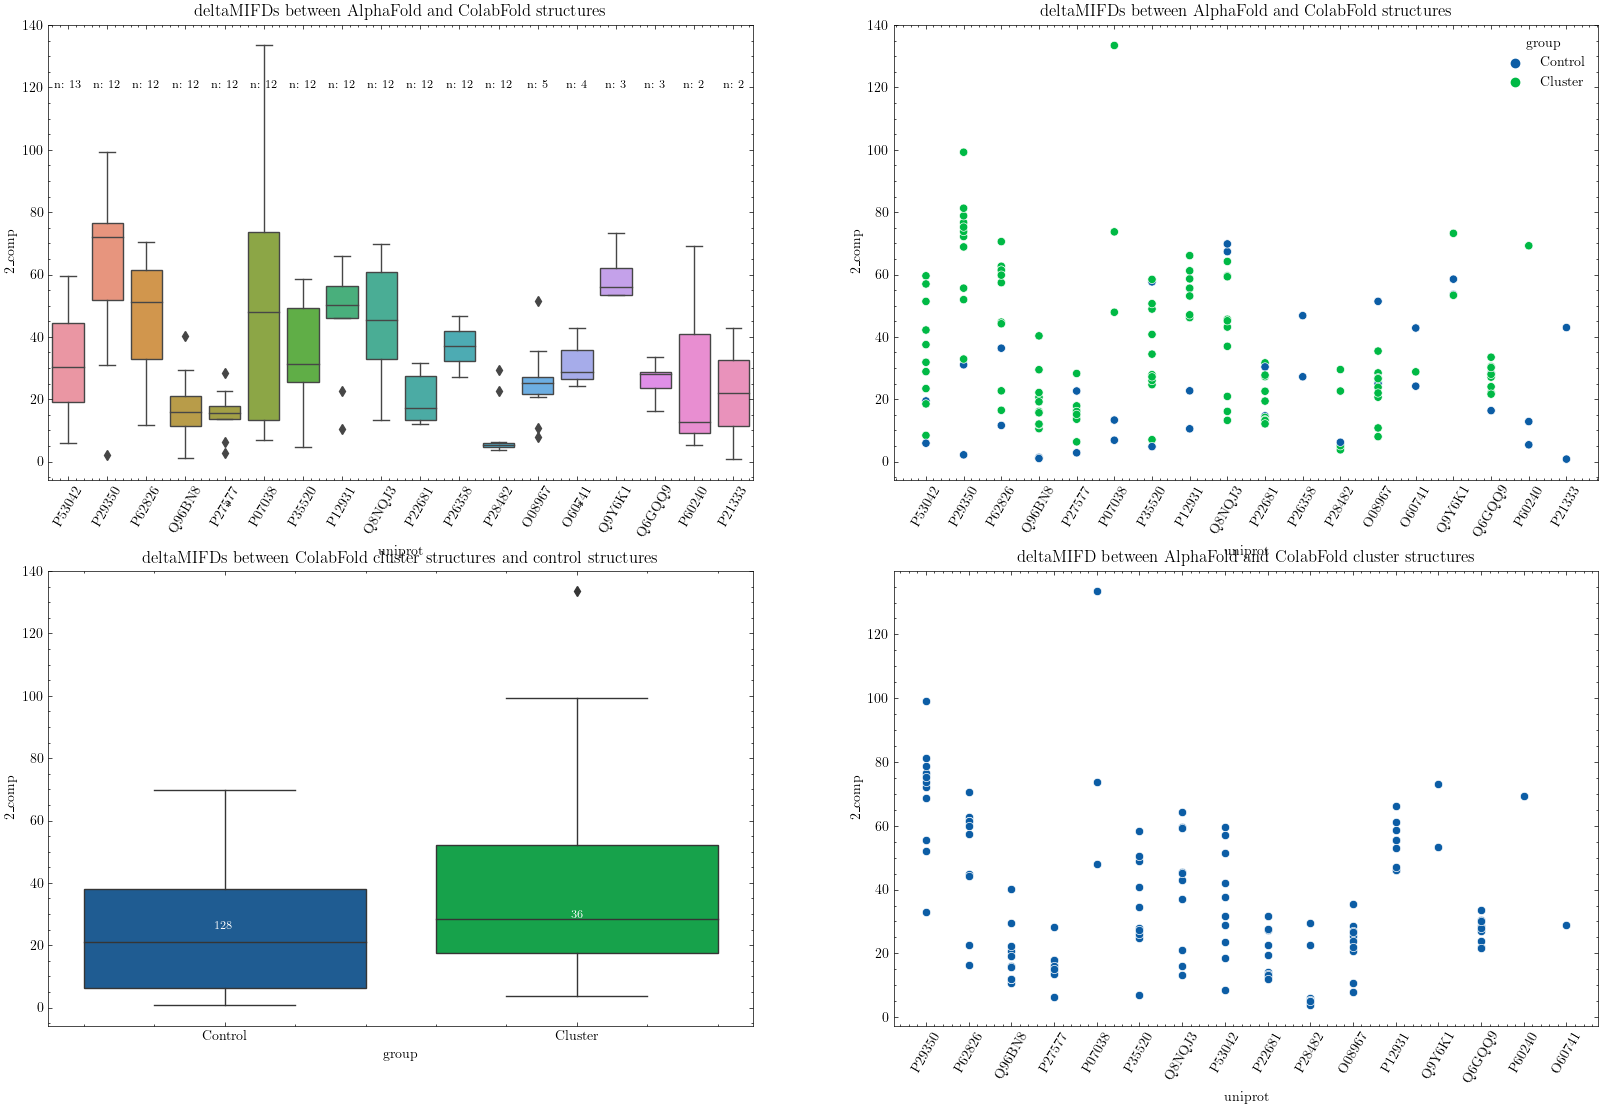 deltaMIFDs between AlphaFold and ColabFold structures
140
120
100
80
60
40
20
0
2_comp
n: 13 n: 12 n: 12 n: 12 n: 12 n: 12 n: 12 n: 12 n: 12 n: 12 n: 12 n: 12 n: 5 n: 4 n: 3 n: 3 n: 2 n: 2
P53042 P29350 P62826 Q96BN8 P27577 P07038 P35520 P12931 Q8NQJ3 P22681 P26358 P28482 O08967 O60741 Q9Y6K1 Q6GQQ9 P60240 P21333
uniprot
deltaMIFDs between AlphaFold and ColabFold structures
140
120
100
80
60
40
20
0
2_comp
group
Control
Cluster
P53042 P29350 P62826 Q96BN8 P27577 P07038 P35520 P12931 Q8NQJ3 P22681 P26358 P28482 O08967 O60741 Q9Y6K1 Q6GQQ9 P60240 P21333
uniprot
deltaMIFDs between ColabFold cluster structures and control structures
140
120
100
80
60
40
20
0
2_comp
128
36
Control Cluster
group
deltaMIFD between AlphaFold and ColabFold cluster structures
120
100
80
60
40
20
0
2_comp
P29350 P62826 Q96BN8 P27577 P07038 P35520 Q8NQJ3 P53042 P22681 P28482 O08967 P12931 Q9Y6K1 Q6GQQ9 P60240 O60741
uniprot